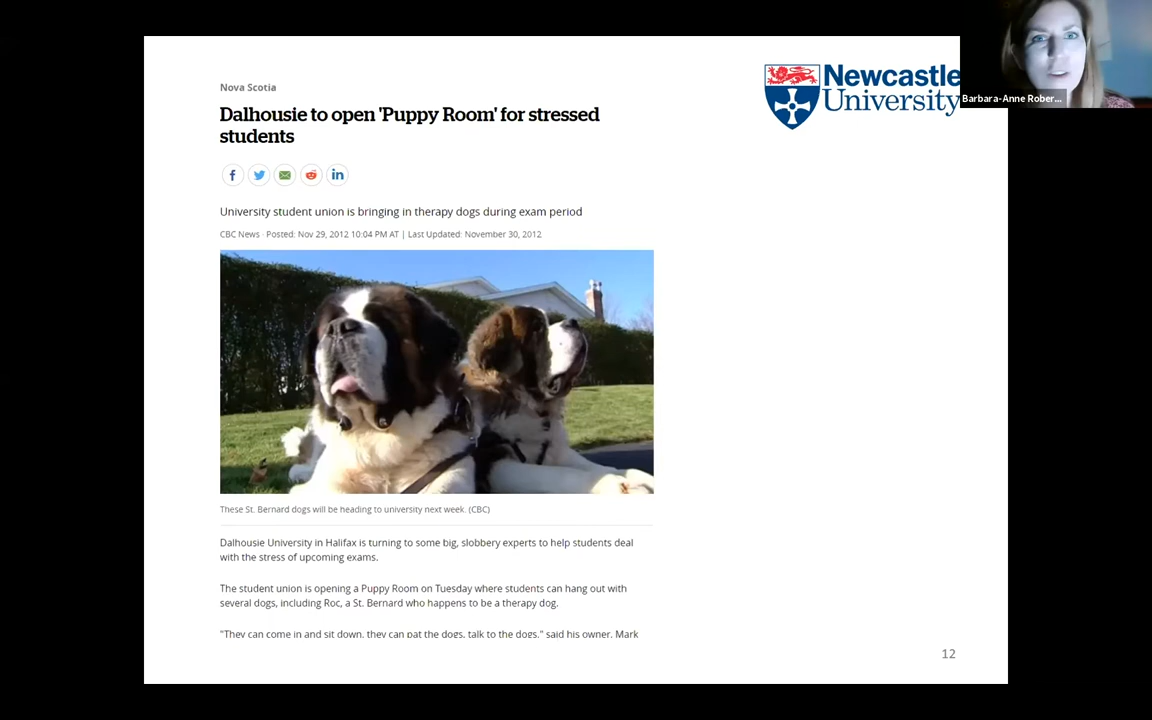 Nova Scotia
Dalhousie to open 'Puppy Room' for stressed
students
University student union is bringing in therapy dogs during exam period
CBC News · Posted: Nov 29, 2012 10:04 PM AT | Last Updated: November 30, 2012
These St. Bernard dogs will be heading to university next week. (CBC)
Dalhousie University in Halifax is turning to some big, slobbery experts to help students deal
with the stress of upcoming exams.
The student union is opening a Puppy Room on Tuesday where students can hang out with
several dogs, including Roc, a St. Bernard who happens to be a therapy dog.
"They can come in and sit down, they can pat the dogs, talk to the dogs," said his owner, Mark
Newcastle
University
Barbara-Anne Rober...
12